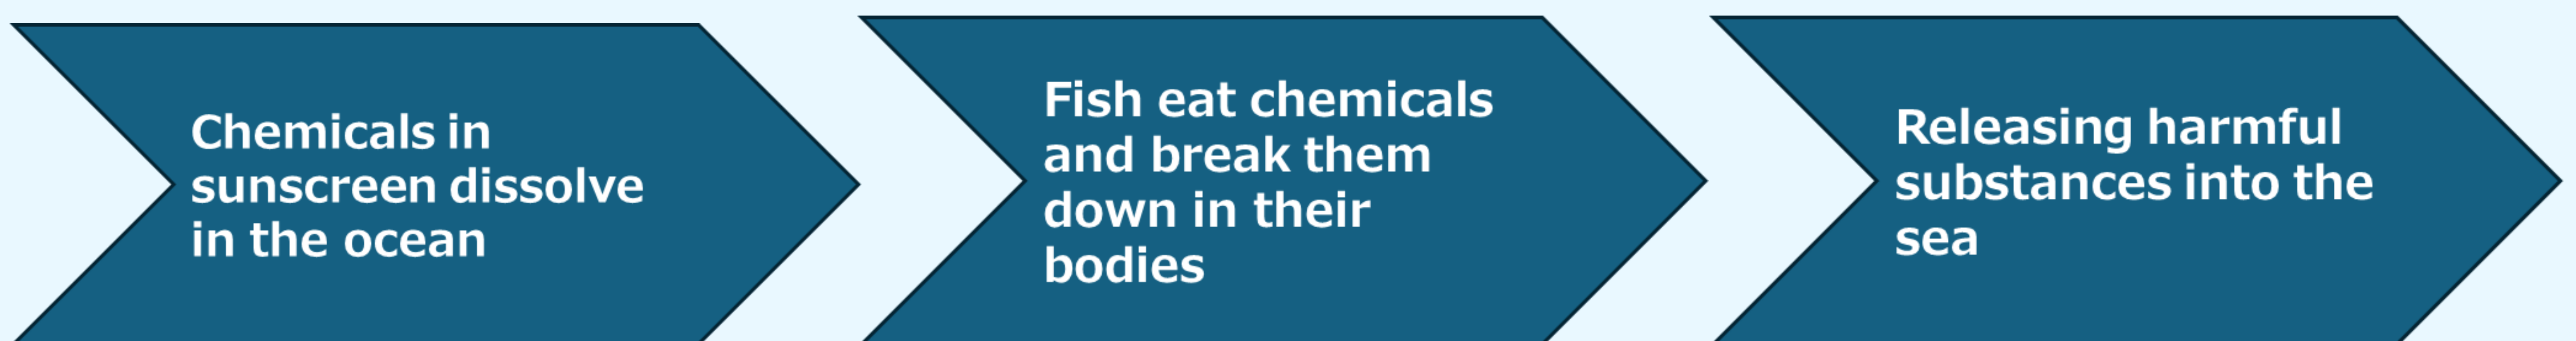 Chemicals in
sunscreen dissolve
in the ocean
Fish eat chemicals
and break them
down in their
bodies
Releasing harmful
substances into the
sea